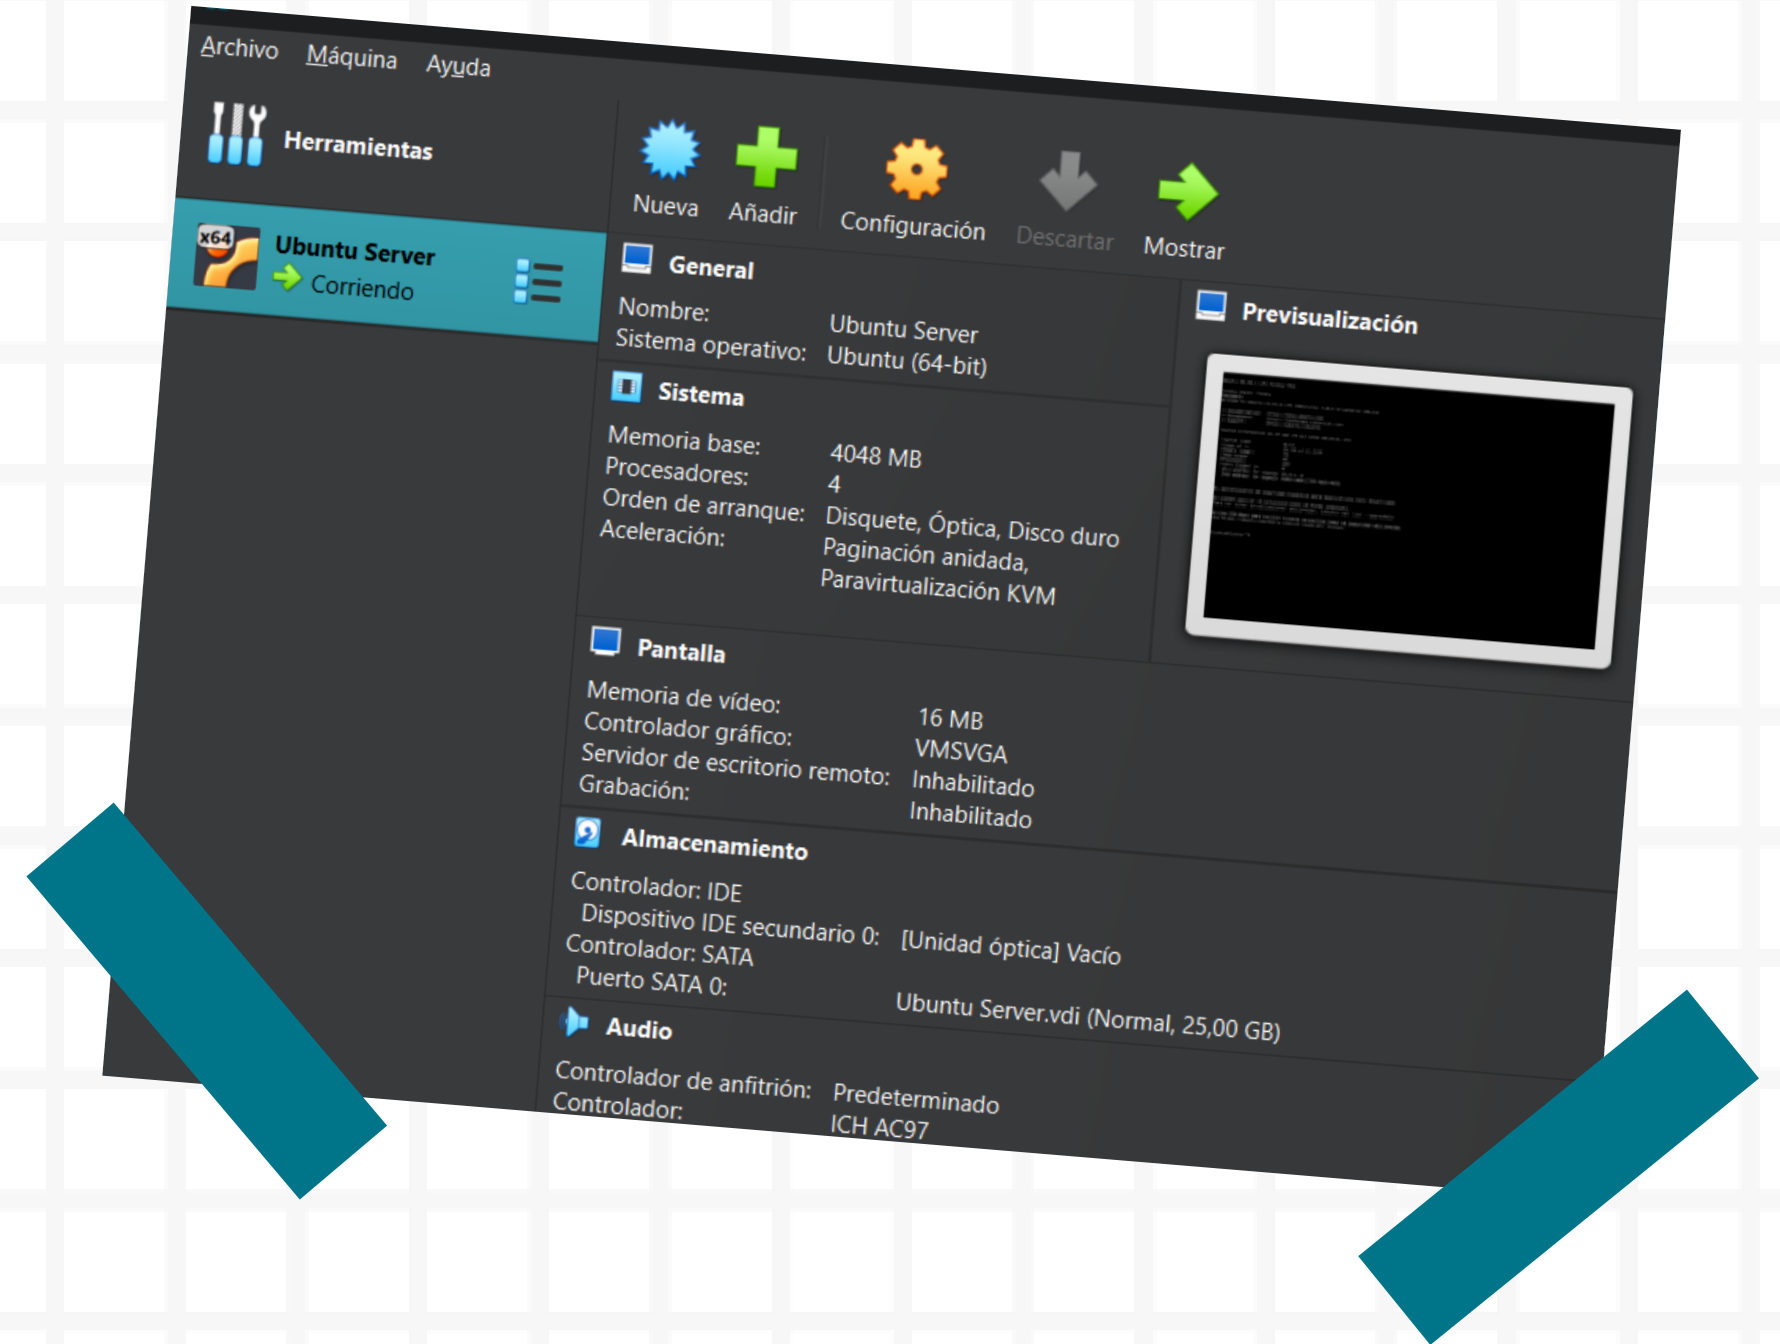 Archivo Máquina Ayuda
Herramientas
Nueva Añadir Configuración Descartar Mostrar
x64
Ubuntu Server
Corriendo
General
Nombre: Ubuntu Server
Sistema operativo: Ubuntu (64-bit)
Previsualización
Sistema
Memoria base: 4048 MB
Procesadores: 4
Orden de arranque: Disquete, Óptica, Disco duro
Aceleración: Paginación anidada,
Paravirtualización KVM
Pantalla
Memoria de vídeo: 16 MB
Controlador gráfico: VMSVGA
Servidor de escritorio remoto: Inhabilitado
Grabación: Inhabilitado
Almacenamiento
Controlador: IDE
Dispositivo IDE secundario 0: [Unidad óptica] Vacío
Controlador: SATA
Puerto SATA 0: Ubuntu Server.vdi (Normal, 25,00 GB)
Audio
Controlador de anfitrión: Predeterminado
Controlador: ICH AC97